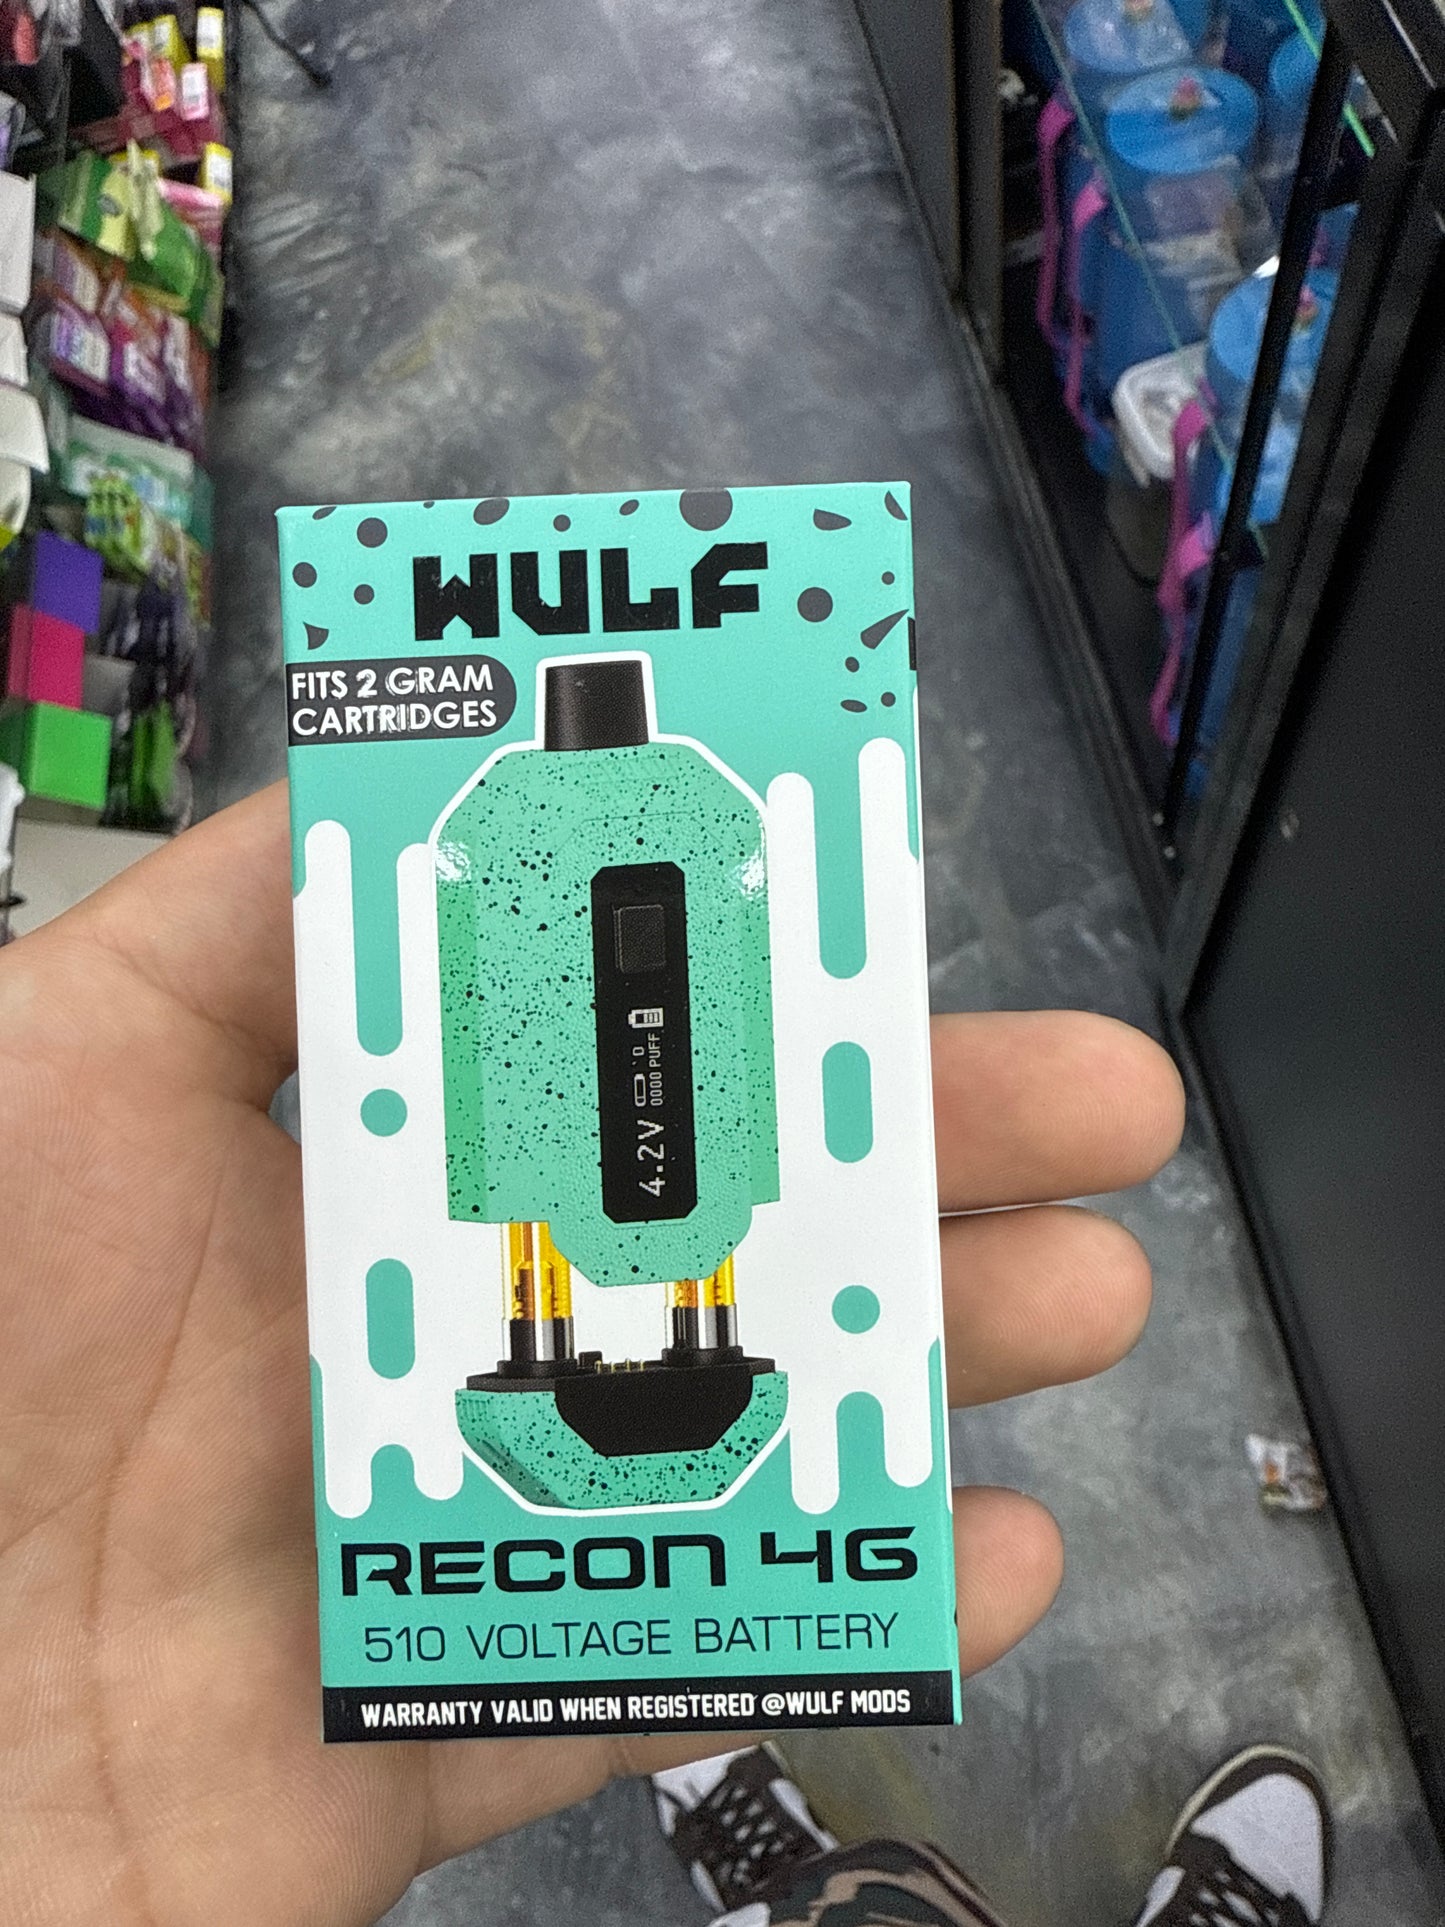 WULF
FITS 2 GRAM
CARTRIDGES
4.2V
0000 PUFF
RECON 4G
510 VOLTAGE BATTERY
WARRANTY VALID WHEN REGISTERED @WULF MODS